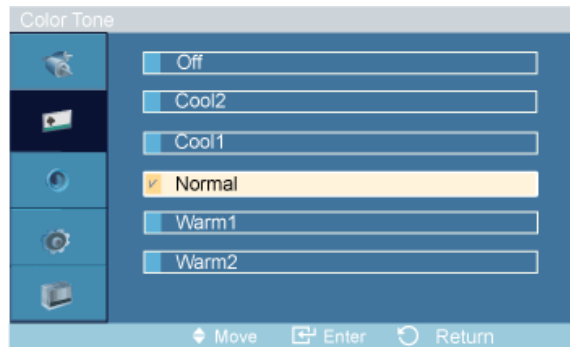 Color Tone
Off
Cool2
Cool1
Normal
Warm1
Warm2
Move Enter Return